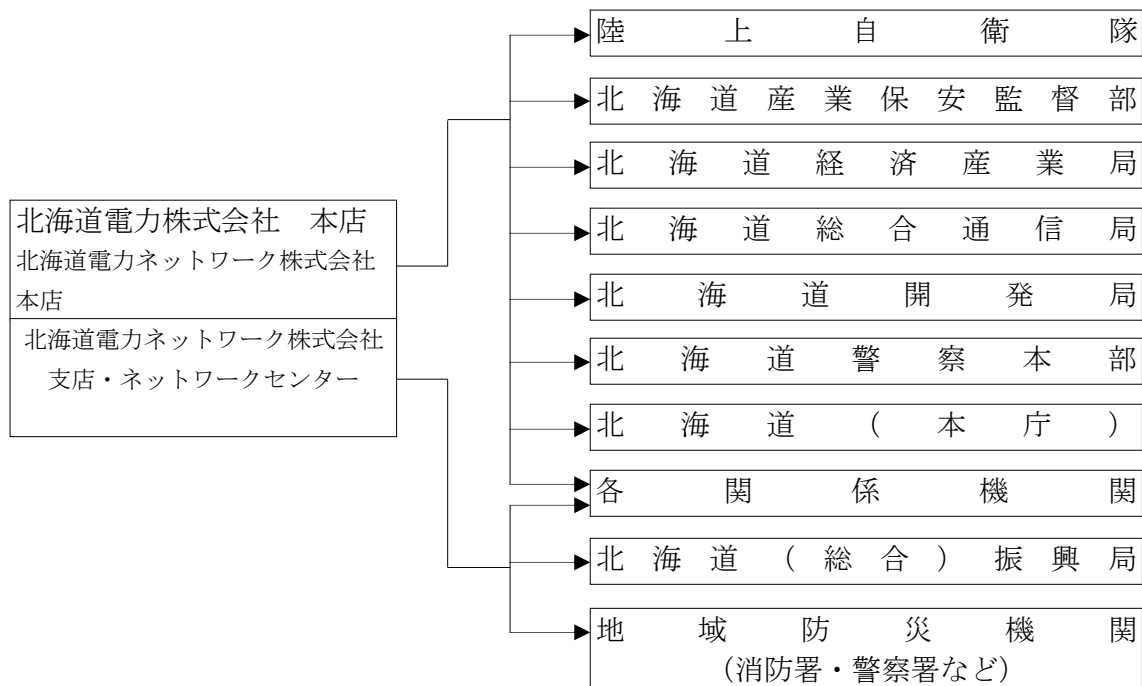 陸上自衛隊
北海道産業保安監督部
北海道経済産業局
北海道電力株式会社　本店
北海道電力ネットワーク株式会社
本店
北海道総合通信局
北海道開発局
北海道電力ネットワーク株式会社
支店・ネットワークセンター
北海道警察本部
北海道（本庁）
各関係機関
北海道（総合）振興局
地域防災機関
（消防署・警察署など）